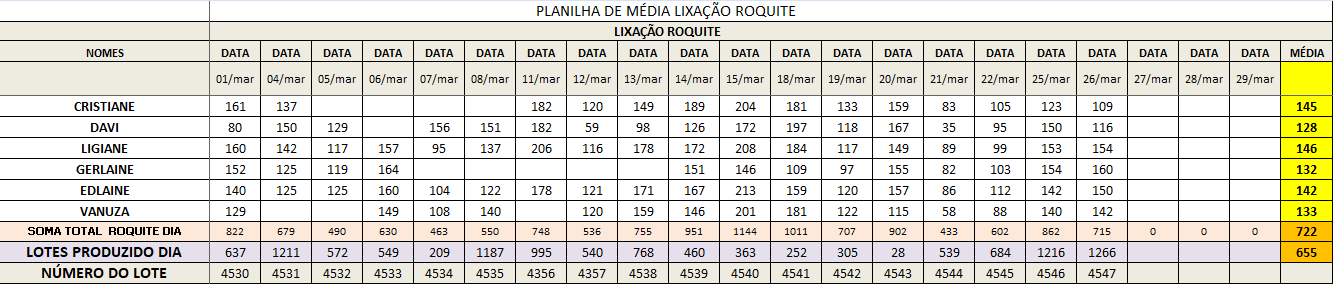 PLANILHA DE MÉDIA LIXAÇÃO ROQUITE
LIXAÇÃO ROQUITE
NOMES DATA DATA DATA DATA DATA DATA DATA DATA DATA DATA DATA DATA DATA DATA DATA DATA DATA DATA DATA DATA DATA MÉDIA
01/mar 04/mar 05/mar 06/mar 07/mar 08/mar 11/mar 12/mar 13/mar 14/mar 15/mar 18/mar 19/mar 20/mar 21/mar 22/mar 25/mar 26/mar 27/mar 28/mar 29/mar
CRISTIANE 161 137 182 120 149 189 204 181 133 159 83 105 123 109 145
DAVI 80 150 129 156 151 182 59 98 126 172 197 118 167 35 95 150 116 128
LIGIANE 160 142 117 157 95 137 206 116 178 172 208 184 117 149 89 99 153 154 146
GERLAINE 152 125 119 164 151 146 109 97 155 82 103 154 160 132
EDLAINE 140 125 125 160 104 122 178 121 171 167 213 159 120 157 86 112 142 150 142
VANUZA 129 149 108 140 120 159 146 201 181 122 115 58 88 140 142 133
SOMA TOTAL ROQUITE DIA 822 679 490 630 463 550 748 536 755 951 1144 1011 707 902 433 602 862 715 0 0 0 722
LOTES PRODUZIDO DIA 637 1211 572 549 209 1187 995 540 768 460 363 252 305 28 539 684 1216 1266 655
NÚMERO DO LOTE 4530 4531 4532 4533 4534 4535 4356 4357 4538 4539 4540 4541 4542 4543 4544 4545 4546 4547